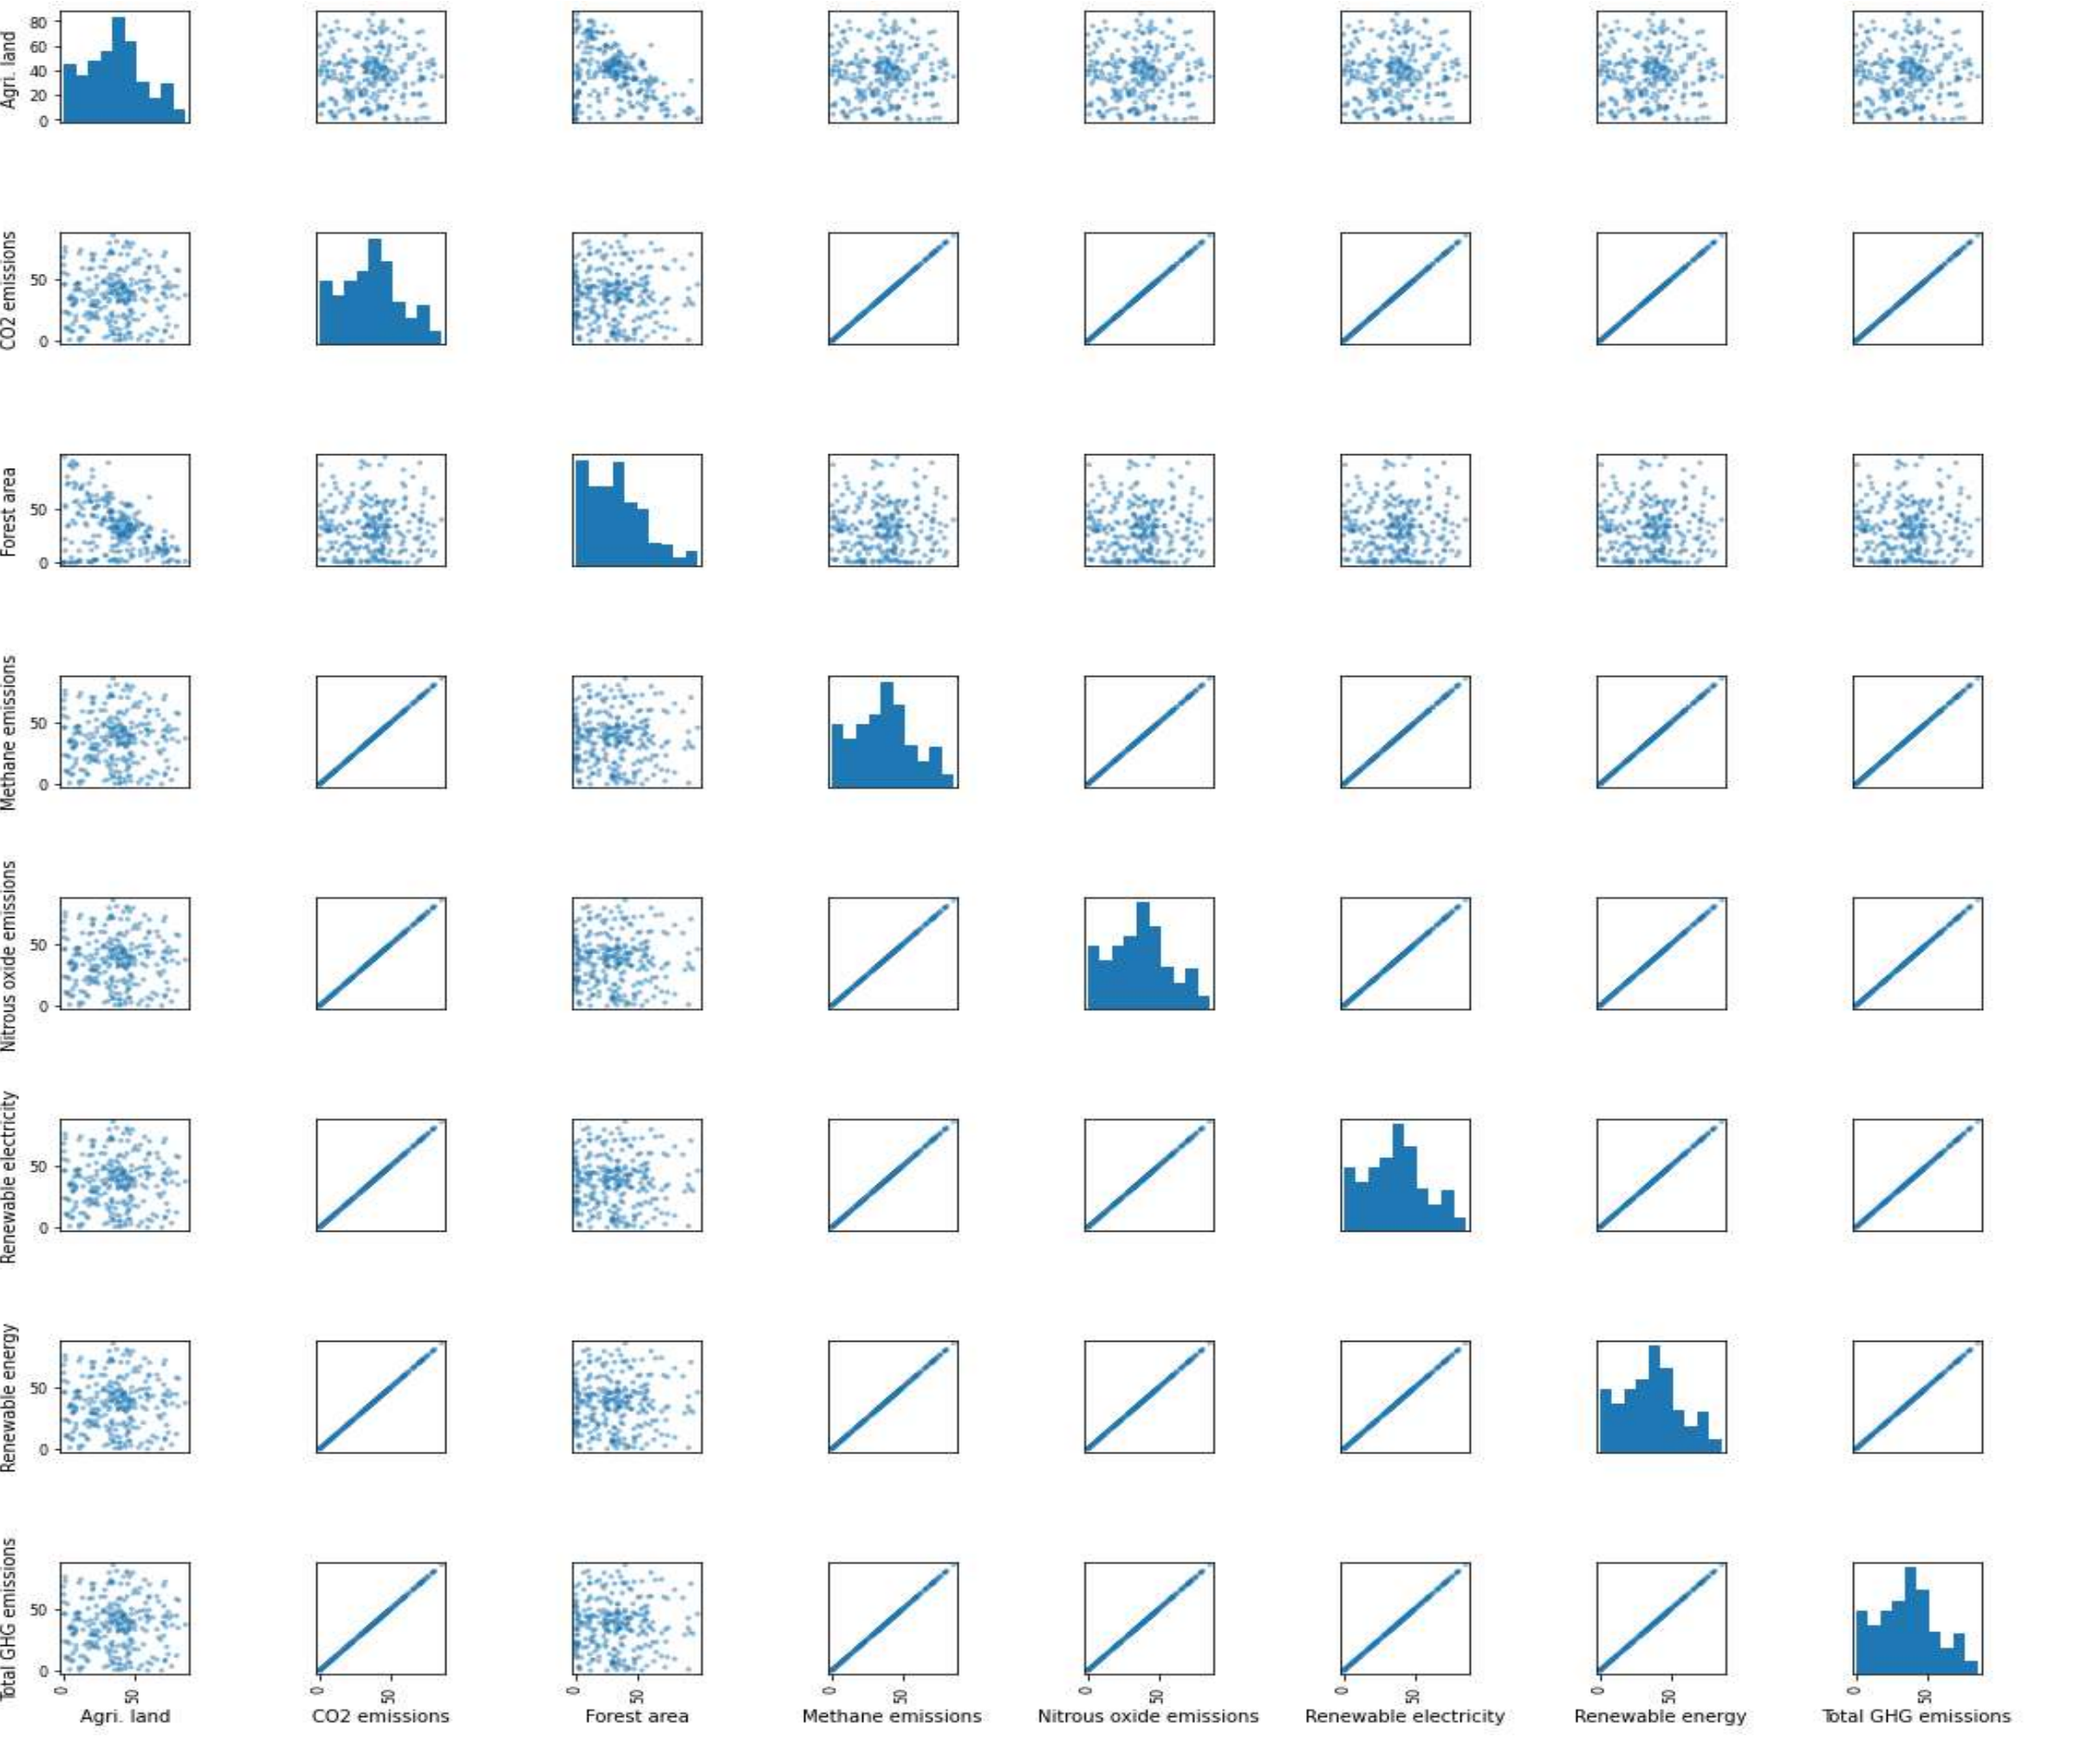 Agri. land
80
60
40
20
0
CO2 emissions
50
0
Forest area
50
0
Methane emissions
50
0
Nitrous oxide emissions
50
0
Renewable electricity
50
0
Renewable energy
50
0
Total GHG emissions
50
0
0 50 0 50 0 50 0 50 0 50 0 50 0 50 0 50
Agri. land CO2 emissions Forest area Methane emissions Nitrous oxide emissions Renewable electricity Renewable energy Total GHG emissions